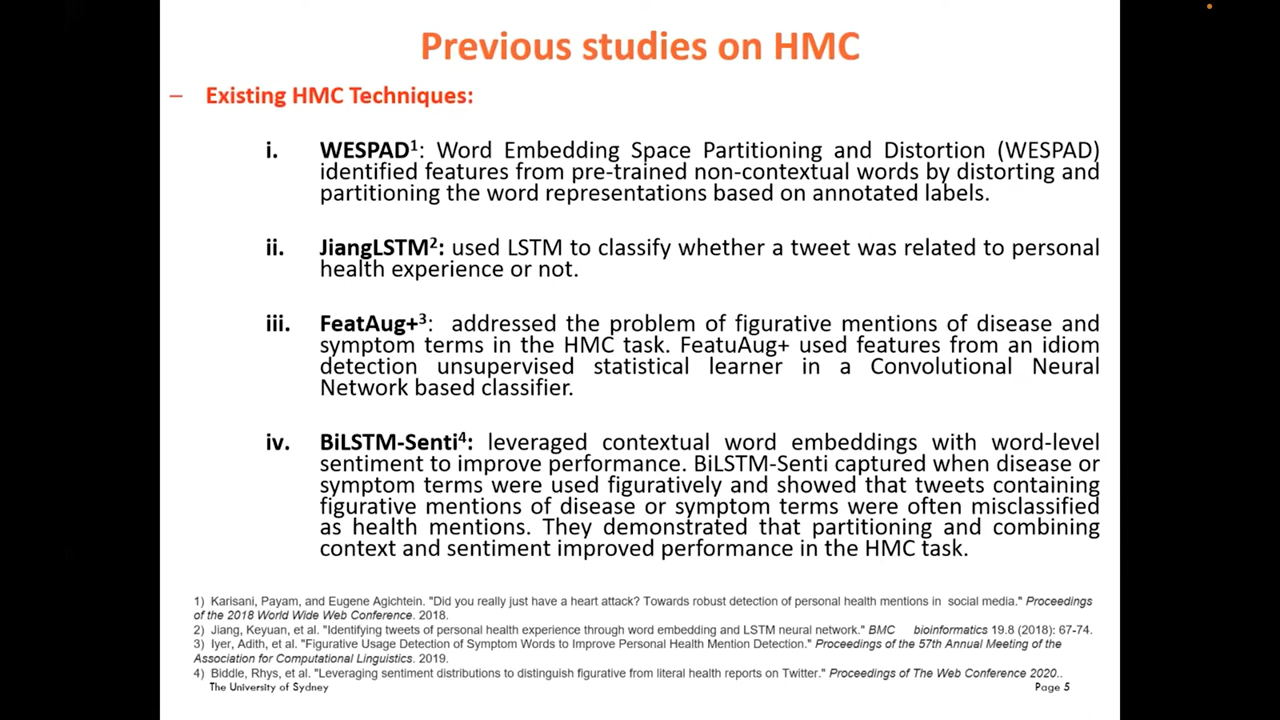 Previous studies on HMC
– Existing HMC Techniques:
i. WESPAD¹: Word Embedding Space Partitioning and Distortion (WESPAD)
identified features from pre-trained non-contextual words by distorting and
partitioning the word representations based on annotated labels.
ii. JiangLSTM²: used LSTM to classify whether a tweet was related to personal
health experience or not.
iii. FeatAug+³: addressed the problem of figurative mentions of disease and
symptom terms in the HMC task. FeatuAug+ used features from an idiom
detection unsupervised statistical learner in a Convolutional Neural
Network based classifier.
iv. BiLSTM-Senti⁴: leveraged contextual word embeddings with word-level
sentiment to improve performance. BiLSTM-Senti captured when disease or
symptom terms were used figuratively and showed that tweets containing
figurative mentions of disease or symptom terms were often misclassified
as health mentions. They demonstrated that partitioning and combining
context and sentiment improved performance in the HMC task.
1) Karisani, Payam, and Eugene Agichtein. "Did you really just have a heart attack? Towards robust detection of personal health mentions in social media." Proceedings
of the 2018 World Wide Web Conference. 2018.
2) Jiang, Keyuan, et al. "Identifying tweets of personal health experience through word embedding and LSTM neural network." BMC bioinformatics 19.8 (2018): 67-74.
3) Iyer, Adith, et al. "Figurative Usage Detection of Symptom Words to Improve Personal Health Mention Detection." Proceedings of the 57th Annual Meeting of the
Association for Computational Linguistics. 2019.
4) Biddle, Rhys, et al. "Leveraging sentiment distributions to distinguish figurative from literal health reports on Twitter." Proceedings of The Web Conference 2020..
The University of Sydney
Page 5